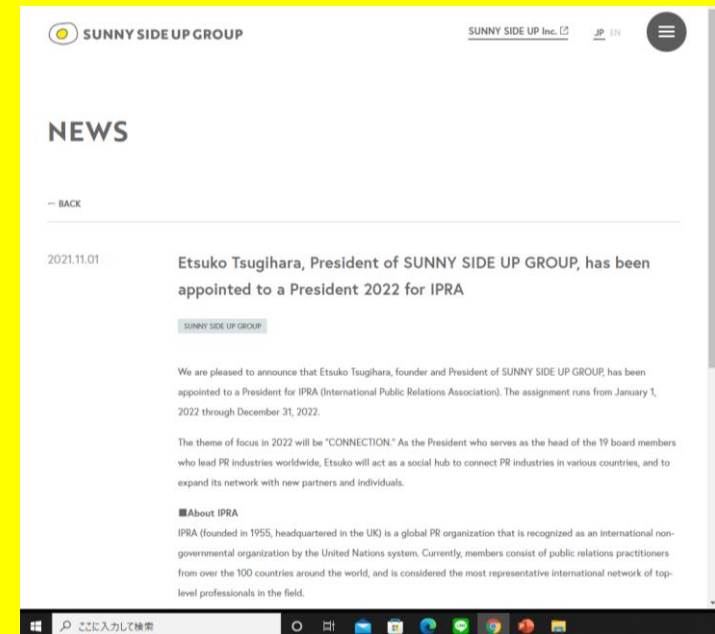 SUNNY SIDE UP GROUP
SUNNY SIDE UP Inc.
JP EN
NEWS
← BACK
2021.11.01
Etsuko Tsugihara, President of SUNNY SIDE UP GROUP, has been
appointed to a President 2022 for IPRA
SUNNY SIDE UP GROUP
We are pleased to announce that Etsuko Tsugihara, founder and President of SUNNY SIDE UP GROUP, has been
appointed to a President for IPRA (International Public Relations Association). The assignment runs from January 1,
2022 through December 31, 2022.
The theme of focus in 2022 will be "CONNECTION." As the President who serves as the head of the 19 board members
who lead PR industries worldwide, Etsuko will act as a social hub to connect PR industries in various countries, and to
expand its network with new partners and individuals.
■About IPRA
IPRA (founded in 1955, headquartered in the UK) is a global PR organization that is recognized as an international non-
governmental organization by the United Nations system. Currently, members consist of public relations practitioners
from over the 100 countries around the world, and is considered the most representative international network of top-
level professionals in the field.
ここに入力して検索